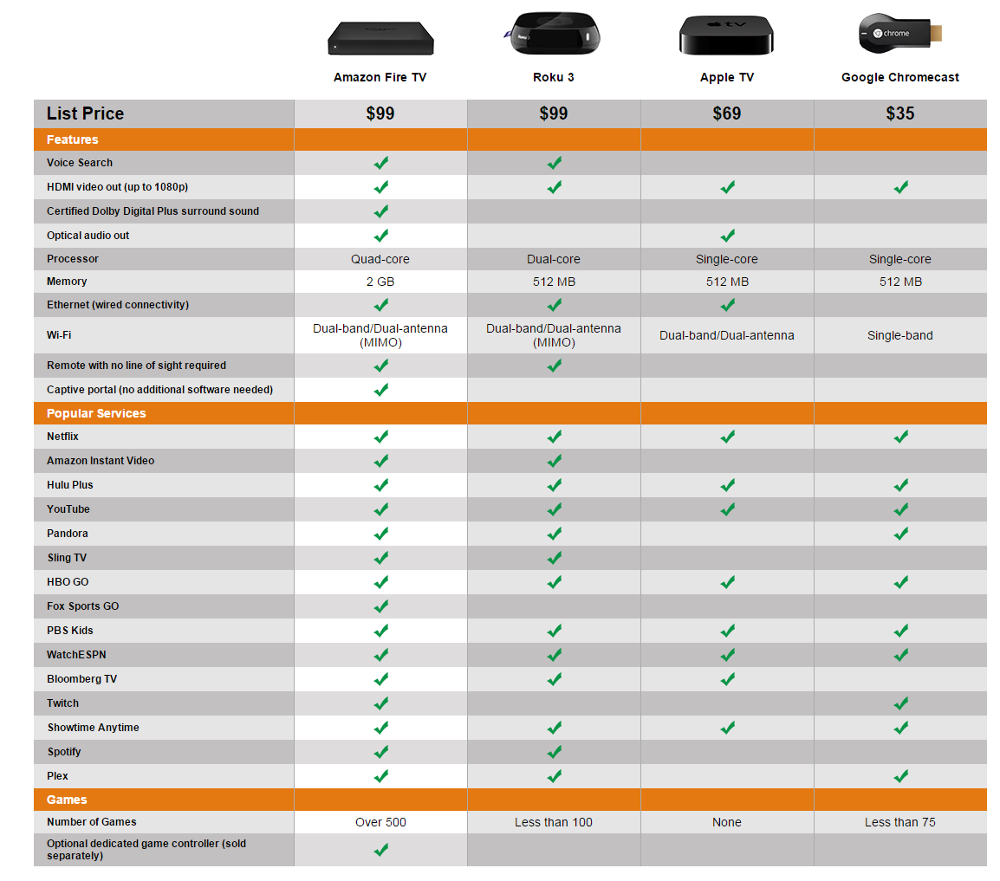 tv
Roku 3
chrome
Amazon Fire TV
Roku 3
Apple TV
Google Chromecast
List Price $99 $99 $69 $35
Features
Voice Search ✓ ✓
HDMI video out (up to 1080p) ✓ ✓ ✓ ✓
Certified Dolby Digital Plus surround sound ✓
Optical audio out ✓ ✓
Processor Quad-core Dual-core Single-core Single-core
Memory 2 GB 512 MB 512 MB 512 MB
Ethernet (wired connectivity) ✓ ✓ ✓
Wi-Fi Dual-band/Dual-antenna (MIMO) Dual-band/Dual-antenna (MIMO) Dual-band/Dual-antenna Single-band
Remote with no line of sight required ✓ ✓
Captive portal (no additional software needed) ✓
Popular Services
Netflix ✓ ✓ ✓ ✓
Amazon Instant Video ✓ ✓
Hulu Plus ✓ ✓ ✓ ✓
YouTube ✓ ✓ ✓ ✓
Pandora ✓ ✓ ✓
Sling TV ✓ ✓
HBO GO ✓ ✓ ✓ ✓
Fox Sports GO ✓
PBS Kids ✓ ✓ ✓ ✓
WatchESPN ✓ ✓ ✓ ✓
Bloomberg TV ✓ ✓ ✓
Twitch ✓ ✓
Showtime Anytime ✓ ✓ ✓ ✓
Spotify ✓ ✓
Plex ✓ ✓ ✓
Games
Number of Games Over 500 Less than 100 None Less than 75
Optional dedicated game controller (sold
separately) ✓